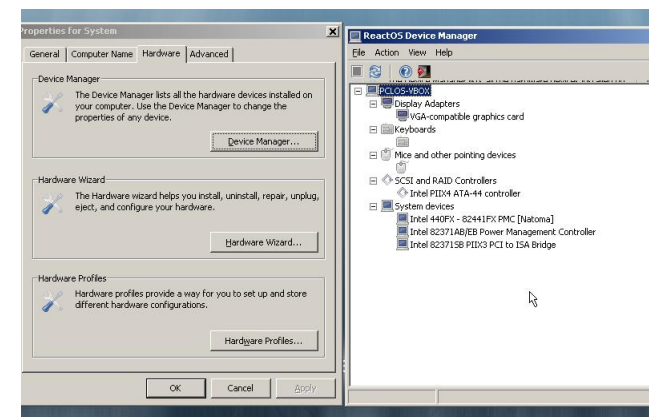 Properties for System
General Computer Name Hardware Advanced
Device Manager
The Device Manager lists all the hardware devices installed on
your computer. Use the Device Manager to change the
properties of any device.
Device Manager...
Hardware Wizard
The Hardware wizard helps you install, uninstall, repair, unplug,
eject, and configure your hardware.
Hardware Wizard...
Hardware Profiles
Hardware profiles provide a way for you to set up and store
different hardware configurations.
Hardware Profiles...
OK Cancel Apply
ReactOS Device Manager
File Action View Help
PCLOS-VBOX
Display Adapters
VGA-compatible graphics card
Keyboards
Mice and other pointing devices
SCSI and RAID Controllers
Intel PIIX4 ATA-44 controller
System devices
Intel 440FX - 82441FX PMC [Natoma]
Intel 82371AB/EB Power Management Controller
Intel 82371SB PIIX3 PCI to ISA Bridge